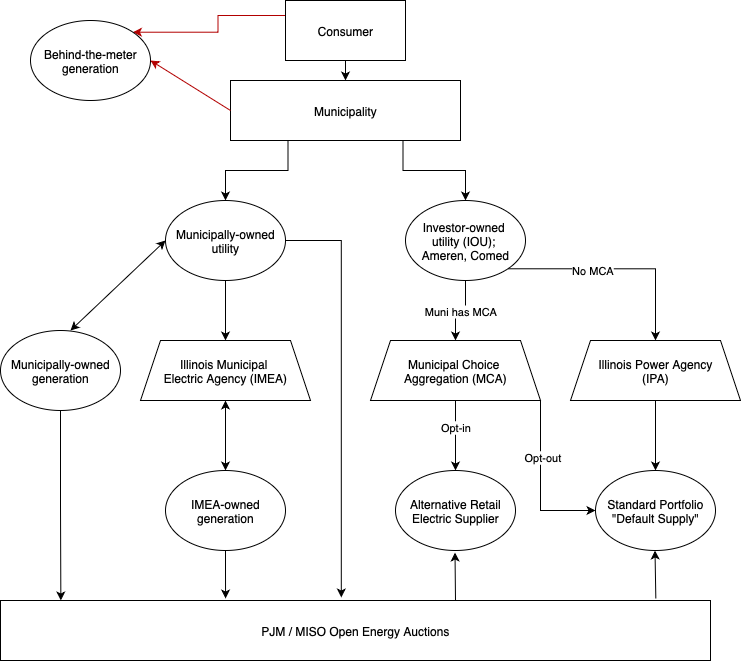 Consumer
Behind-the-meter
generation
Municipality
Municipally-owned
utility
Investor-owned
utility (IOU);
Ameren, Comed
No MCA
Muni has MCA
Municipally-owned
generation
Illinois Municipal
Electric Agency (IMEA)
Municipal Choice
Aggregation (MCA)
Illinois Power Agency
(IPA)
Opt-in
Opt-out
IMEA-owned
generation
Alternative Retail
Electric Supplier
Standard Portfolio
"Default Supply"
PJM / MISO Open Energy Auctions